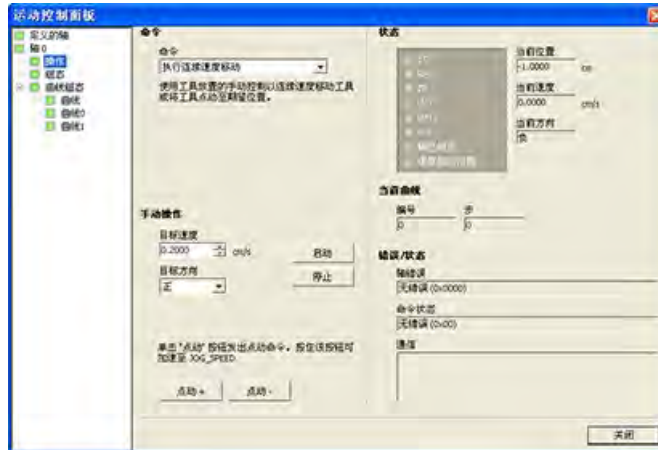 运动控制面板
定义的轴
轴 0
操作
组态
曲线组态
曲线
曲线0
曲线1
命令
命令
执行连续速度移动
使用工具放置的手动控制以连续速度移动工具
或将工具点动至期望位置。
手动操作
目标速度
0.2000
cm/s
启动
目标方向
正
停止
单击"点动"按钮发出点动命令。按住该按钮可
加速至 JOG_SPEED
点动 +
点动 -
状态
当前位置
-1.0000
cm
当前速度
0.0000
cm/s
当前方向
负
当前曲线
编号
步
0
0
错误/状态
轴错误
无错误 (0x0000)
命令状态
无错误 (0x00)
通信
关闭